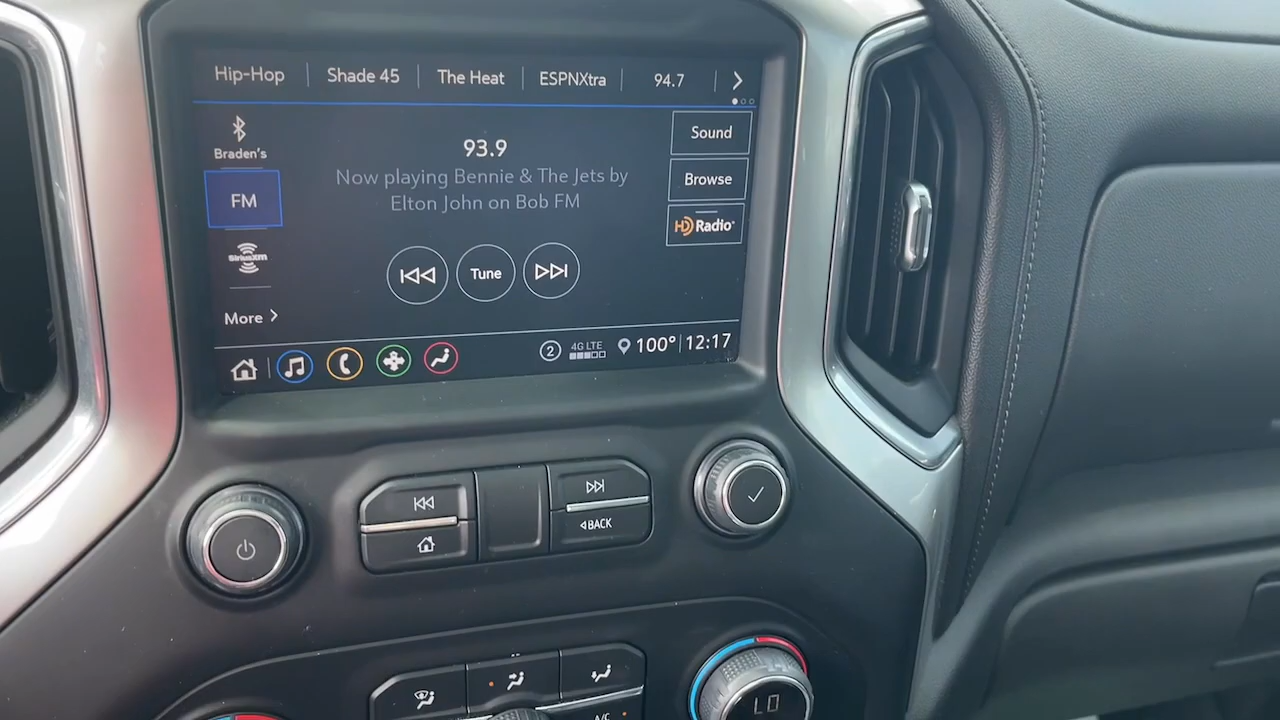 Hip-Hop Shade 45 The Heat ESPNXtra 94.7
Braden's
93.9
Sound
Now playing Bennie & The Jets by
Elton John on Bob FM
Browse
FM
HD Radio
SiriusXM
Tune
More
2 4G LTE 100° 12:17
BACK
LO
A/C